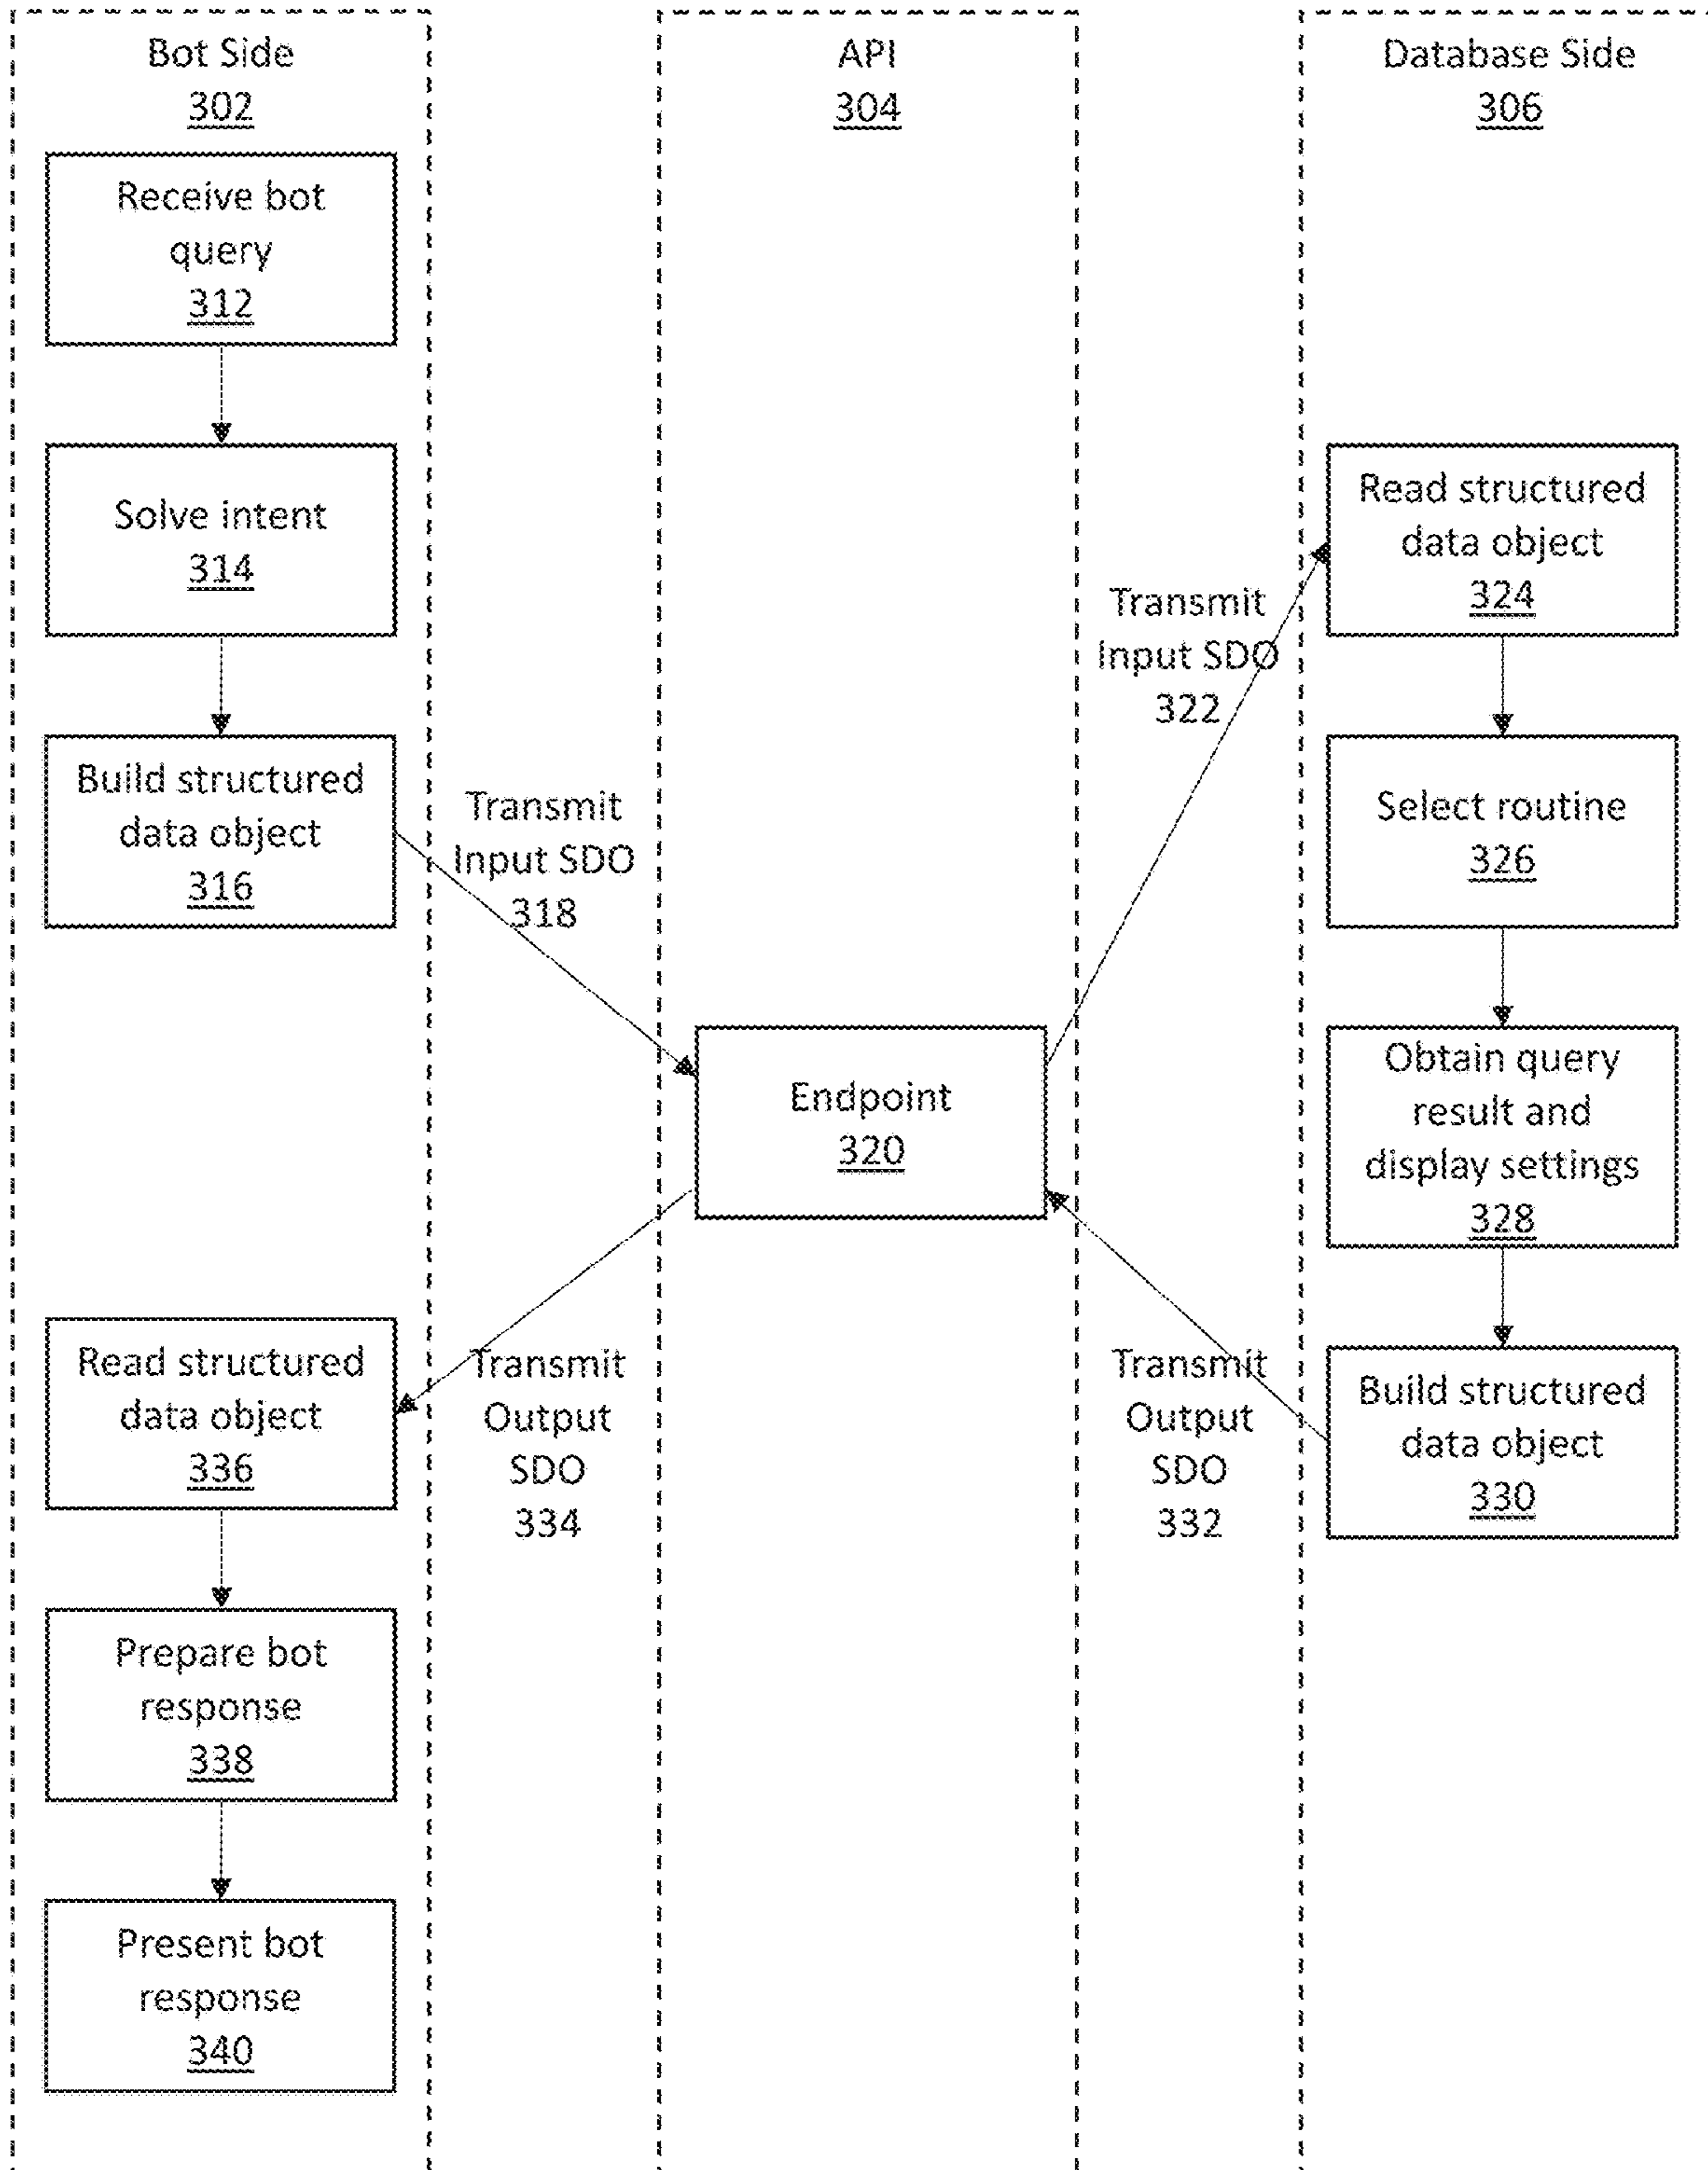 Bot Side
302
API
304
Database Side
306
Receive bot
query
312
Solve intent
314
Build structured
data object
316
Transmit
Input SDO
318
Endpoint
320
Transmit
Input SDO
322
Read structured
data object
324
Select routine
326
Obtain query
result and
display settings
328
Build structured
data object
330
Transmit
Output
SDO
332
Transmit
Output
SDO
334
Read structured
data object
336
Prepare bot
response
338
Present bot
response
340